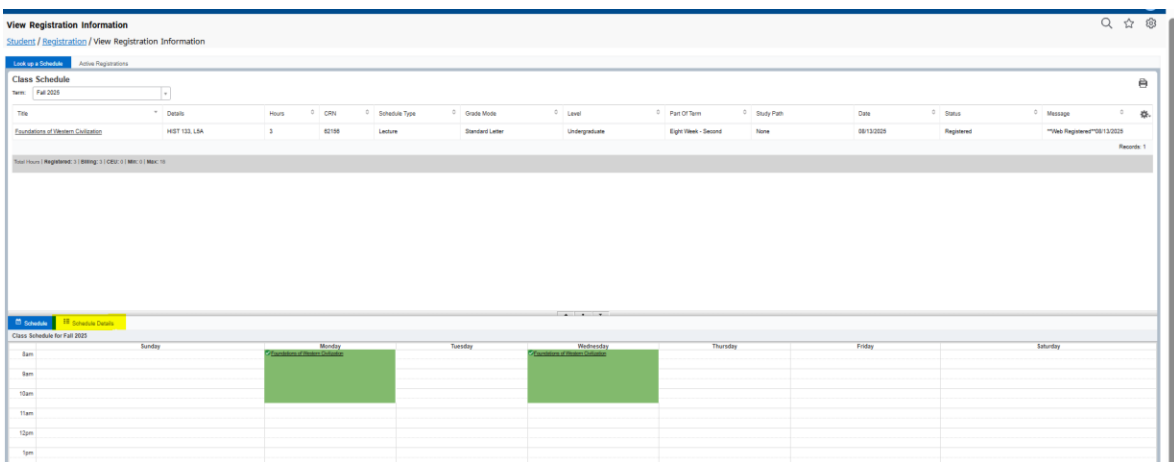 View Registration Information
Student / Registration / View Registration Information
Look up a Schedule Active Registrations
Class Schedule
Term: Fall 2025
Title Details Hours CRN Schedule Type Grade Mode Level Part Of Term Study Path Date Status Message
Foundations of Western Civilization HIST 133, L8A 3 62166 Lecture Standard Letter Undergraduate Eight Week - Second None 08/13/2025 Registered **Web Registered**08/13/2025
Records: 1
Total Hours | Registered: 3 | Billing: 3 | CEU: 0 | Min: 0 | Max: 19
Schedule Schedule Details
Class Schedule for Fall 2025
Sunday Monday Tuesday Wednesday Thursday Friday Saturday
8am Foundations of Western Civilization Foundations of Western Civilization
9am
10am
11am
12pm
1pm